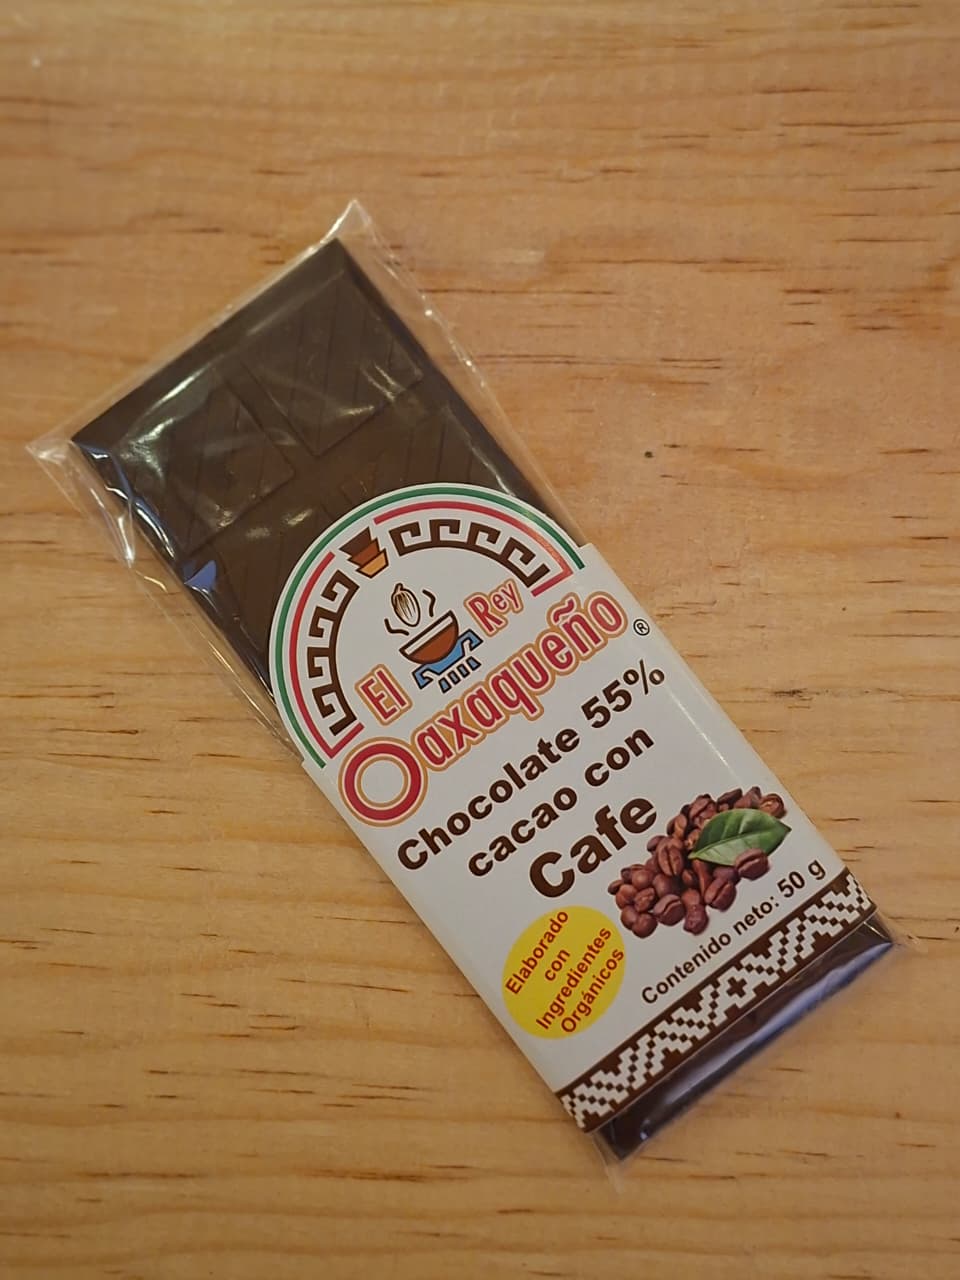 El Rey
Oaxaqueño®
Chocolate 55%
cacao con
Cafe
Elaborado
con
Ingredientes
Orgánicos
Contenido neto: 50 g